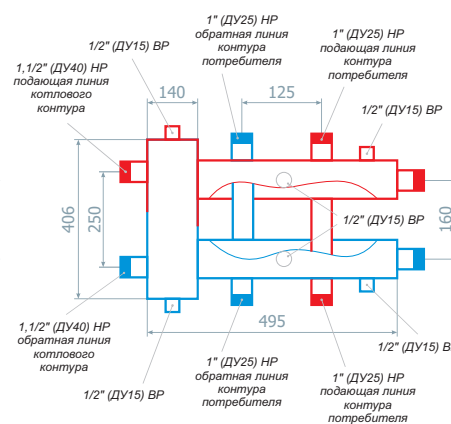 1" (ДУ25) НР
обратная линия
контура
потребителя
1" (ДУ25) НР
подающая линия
контура
потребителя
1/2" (ДУ15) ВР
1,1/2" (ДУ40) НР
подающая линия
котлового
контура
140
125
1/2" (ДУ15) ВР
406
250
1/2" (ДУ15) ВР
160
495
1,1/2" (ДУ40) НР
обратная линия
котлового
контура
1/2" (ДУ15) ВР
1" (ДУ25) НР
обратная линия
контура
потребителя
1" (ДУ25) НР
подающая линия
контура
потребителя
1/2" (ДУ15) В